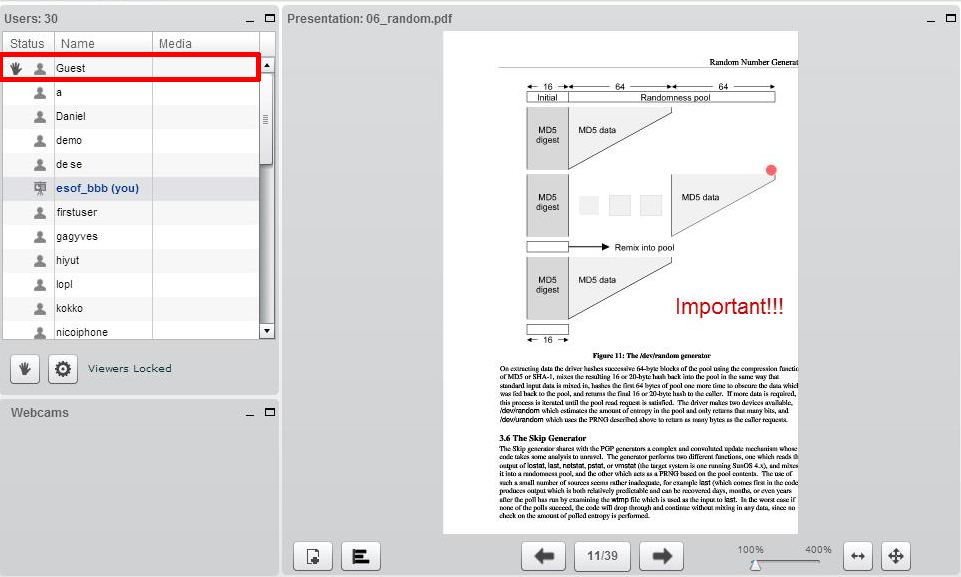 Users: 30
Presentation: 06_random.pdf
Status Name Media
Guest
a
Daniel
demo
de se
esof_bbb (you)
firstuser
gagyves
hiyut
lopl
kokko
nicoiphone
Viewers Locked
Webcams
Random Number Generat
16 64 64
Initial Randomness pool
MD5
digest
MD5 data
MD5
digest
MD5 data
Remix into pool
MD5
digest
MD5 data
Important!!!
16
Figure 11: The /dev/random generator
On extracting data the driver hashes successive 64-byte blocks of the pool using the compression functio
of MD5 or SHA-1, mixes the resulting 16 or 20-byte hash back into the pool in the same way that
standard input data is mixed in, hashes the first 64 bytes of pool one more time to obscure the data whic
was fed back to the pool, and returns the final 16 or 20-byte hash to the caller. If more data is required,
this process is iterated until the pool read request is satisfied. The driver makes two devices available,
/dev/random which estimates the amount of entropy in the pool and only returns that many bits, and
/dev/urandom which uses the PRNG described above to return as many bytes as the caller requests.
3.6 The Skip Generator
The Skip generator shares with the PGP generators a complex and convoluted update mechanism whose
code takes some analysis to unravel. The generator performs two different functions, one which reads th
output of iostat, last, netstat, pstat, or vmstat (the target system is one running SunOS 4.x), and mixes
it into a randomness pool, and the other which acts as a PRNG based on the pool contents. The use of
such a small number of sources seems rather inadequate, for example last (which comes first in the code
produces output which is both relatively predictable and can be recovered days, months, or even years
after the poll has run by examining the wtmp file which is used as the input to last. In the worst case if
none of the polls succeed, the code will drop through and continue without mixing in any data, since no
check on the amount of polled entropy is performed.
11/39
100% 400%